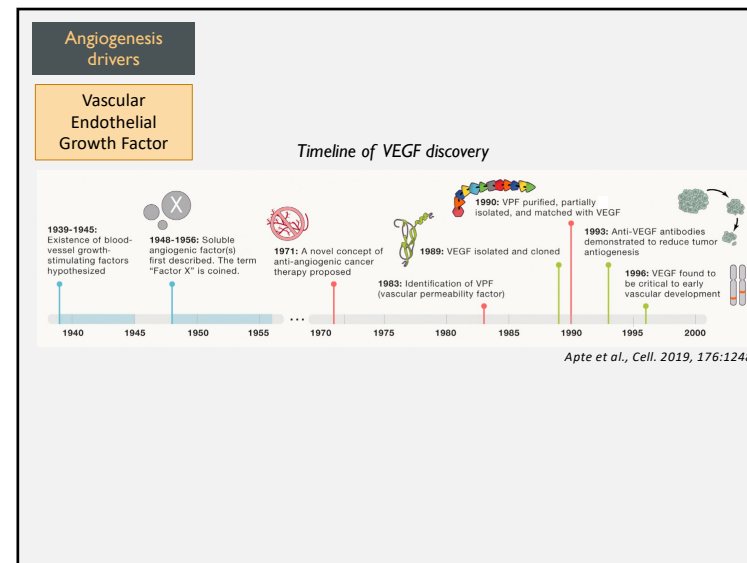 Angiogenesis
drivers
Vascular
Endothelial
Growth Factor
Timeline of VEGF discovery
1939-1945:
Existence of blood-
vessel growth-
stimulating factors
hypothesized
X
1948-1956: Soluble
angiogenic factor(s)
first described. The term
"Factor X" is coined.
1971: A novel concept of
anti-angiogenic cancer
therapy proposed
1983: Identification of VPF
(vascular permeability factor)
1989: VEGF isolated and cloned
1990: VPF purified, partially
isolated, and matched with VEGF
1993: Anti-VEGF antibodies
demonstrated to reduce tumor
antiogenesis
1996: VEGF found to
be critical to early
vascular development
1940 1945 1950 1955 ... 1970 1975 1980 1985 1990 1995 2000
Apte et al., Cell. 2019, 176:1248